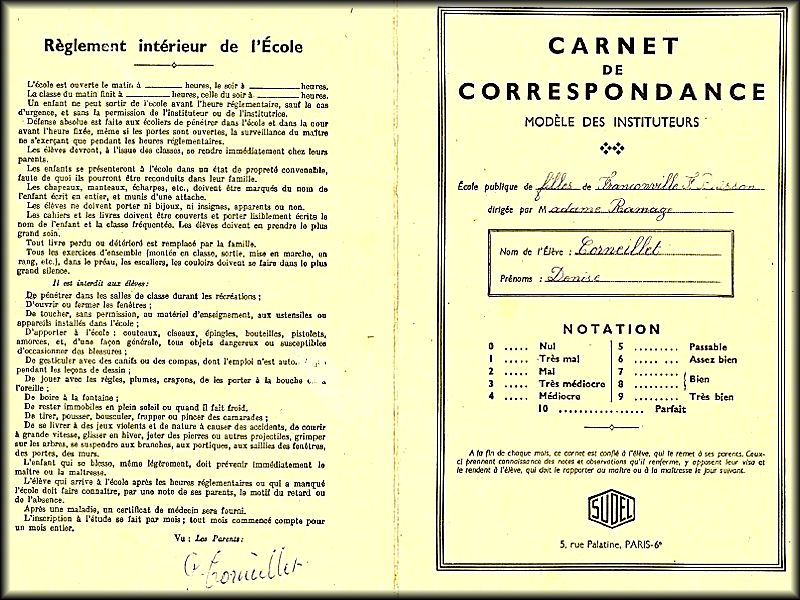 Règlement intérieur de l'École
L'école est ouverte le matin à ______ heures, le soir à ______ heures.
La classe du matin finit à ______ heures, celle du soir à ______ heures.
Un enfant ne peut sortir de l'école avant l'heure réglementaire, sauf le cas
d'urgence, et sans la permission de l'instituteur ou de l'institutrice.
Défense absolue est faite aux écoliers de pénétrer dans l'école et dans la cour
avant l'heure fixée, même si les portes sont ouvertes, la surveillance du maître
ne s'exerçant que pendant les heures réglementaires.
Les élèves devront, à l'issue des classes, se rendre immédiatement chez leurs
parents.
Les enfants se présenteront à l'école dans un état de propreté convenable,
faute de quoi ils pourront être reconduits dans leur famille.
Les chapeaux, manteaux, écharpes, etc., doivent être marqués du nom de
l'enfant écrit en entier, et munis d'une attache.
Les élèves ne doivent porter ni bijoux, ni insignes, apparents ou non.
Les cahiers et les livres doivent être couverts et porter lisiblement écrits le
nom de l'enfant et la classe fréquentée. Les élèves doivent en prendre le plus
grand soin.
Tout livre perdu ou détérioré est remplacé par la famille.
Tous les exercices d'ensemble (montée en classe, sortie, mise en marche, en
rang, etc.), dans le préau, les escaliers, les couloirs doivent se faire dans le plus
grand silence.
Il est interdit aux élèves:
De pénétrer dans les salles de classe durant les récréations ;
D'ouvrir ou fermer les fenêtres ;
De toucher, sans permission, au matériel d'enseignement, aux ustensiles ou
appareils installés dans l'école ;
D'apporter à l'école : couteaux, ciseaux, épingles, bouteilles, pistolets,
amorces, et, d'une façon générale, tous objets dangereux ou susceptibles
d'occasionner des blessures ;
De gesticuler avec des canifs ou des compas, dont l'emploi n'est auto
pendant les leçons de dessin ;
De jouer avec les règles, plumes, crayons, de les porter à la bouche
l'oreille ;
De boire à la fontaine ;
De rester immobiles en plein soleil ou quand il fait froid.
De tirer, pousser, bousculer, frapper ou pincer des camarades ;
De se livrer à des jeux violents et de nature à causer des accidents, de courir
à grande vitesse, glisser en hiver, jeter des pierres ou autres projectiles, grimper
sur les arbres, se suspendre aux branches, aux portiques, aux saillies des fenêtres,
des portes, des murs.
L'enfant qui se blesse, même légèrement, doit prévenir immédiatement le
maître ou la maîtresse.
L'élève qui arrive à l'école après les heures réglementaires ou qui a manqué
l'école doit faire connaître, par une note de ses parents, le motif du retard ou
de l'absence.
Après une maladie, un certificat de médecin sera fourni.
L'inscription à l'étude se fait par mois ; tout mois commencé compte pour
un mois entier.
Vu : Les Parents:
Corneillet
CARNET
DE
CORRESPONDANCE
MODÈLE DES INSTITUTEURS
École publique de filles de Franconville F. Buisson
dirigée par Madame Ramage
Nom de l'Élève : Corneillet
Prénoms : Denise
NOTATION
0 ..... Nul 5 ........ Passable
1 ..... Très mal 6 ........ Assez bien
2 ..... Mal 7 ........
3 ..... Très médiocre 8 ........ Bien
4 ..... Médiocre 9 ........ Très bien
10 ................ Parfait
A la fin de chaque mois, ce carnet est confié à l'élève, qui le remet à ses parents. Ceux-
ci prennent connaissance des notes et observations qu'il renferme, y apposent leur visa et
le rendent à l'élève, qui doit le rapporter au maître ou à la maîtresse le jour suivant.
SUDEL
5, rue Palatine, PARIS-6e